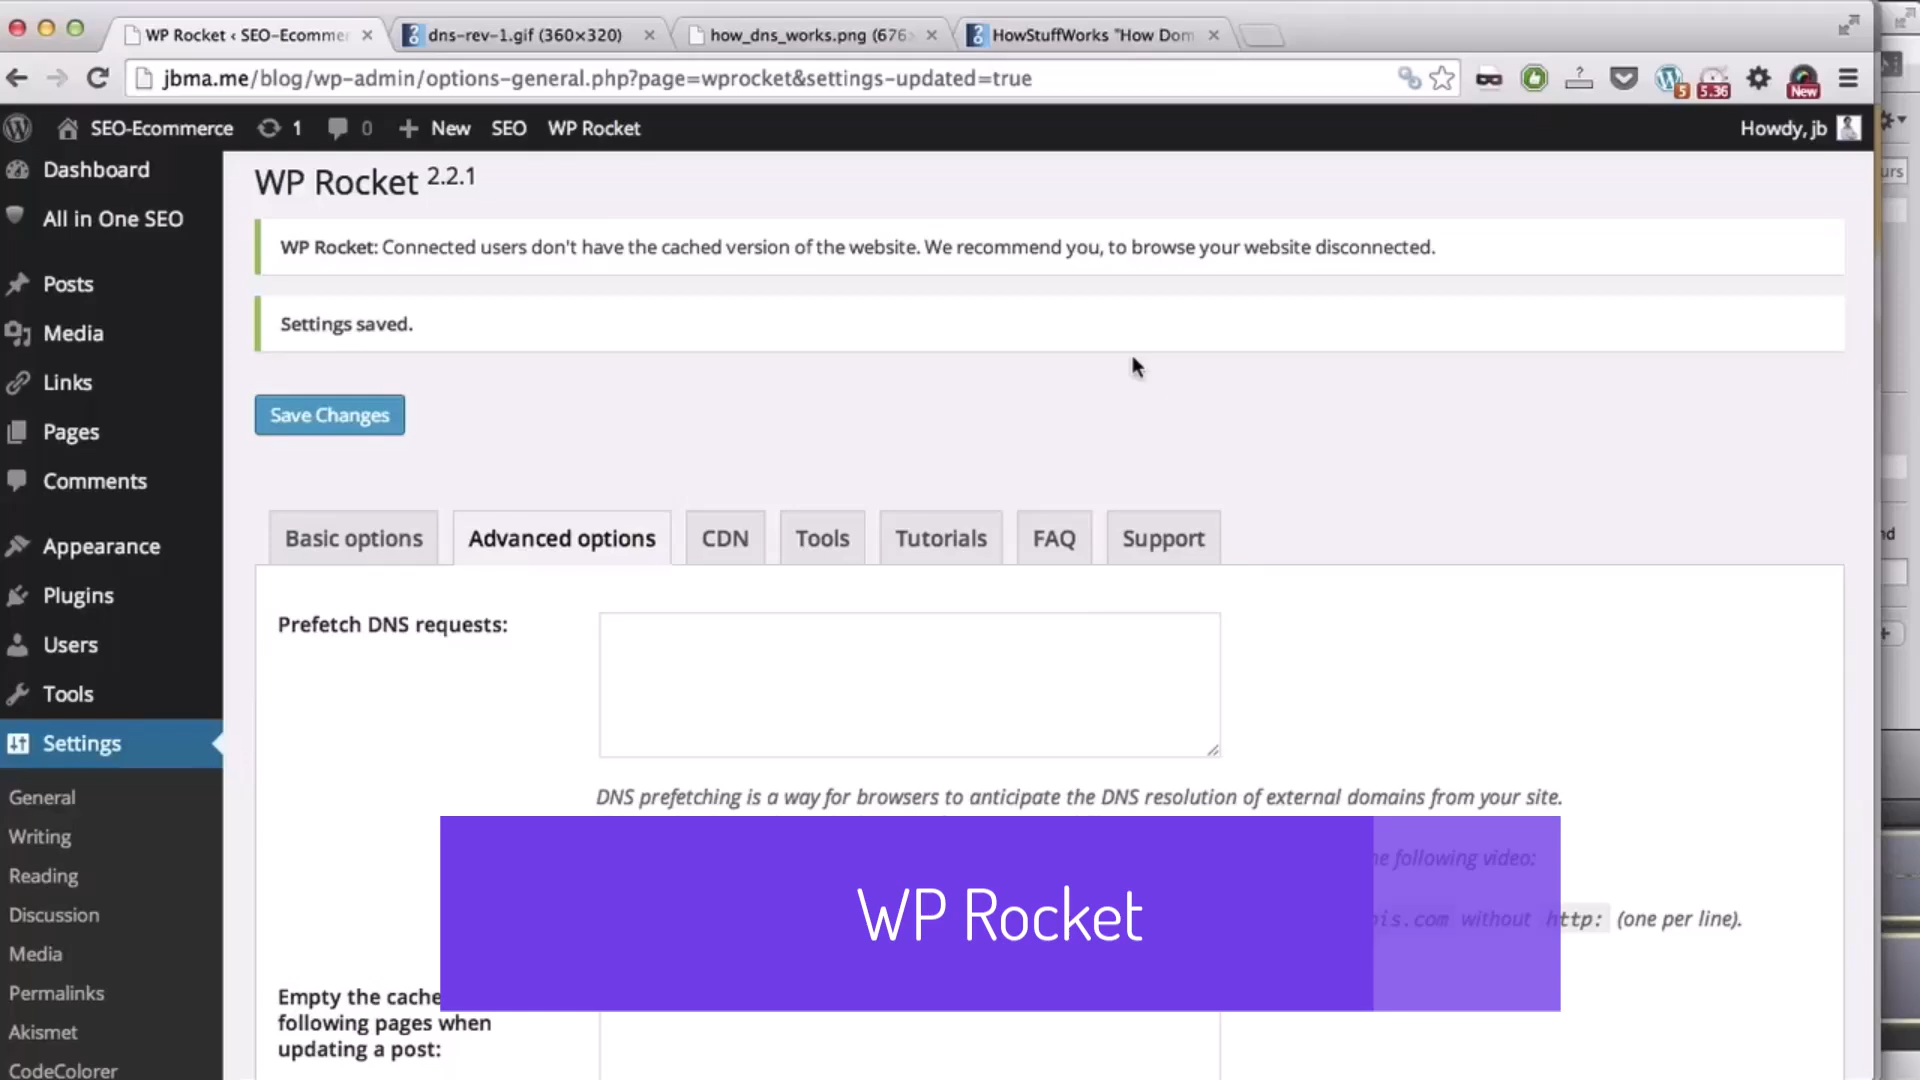 WP Rocket ‹ SEO-Ecommer
dns-rev-1.gif (360×320)
how_dns_works.png (676
HowStuffWorks "How Dom
jbma.me/blog/wp-admin/options-general.php?page=wprocket&settings-updated=true
5
5.36
New
SEO-Ecommerce
1
0
New
SEO
WP Rocket
Howdy, jb
Dashboard
All in One SEO
Posts
Media
Links
Pages
Comments
Appearance
Plugins
Users
Tools
Settings
General
Writing
Reading
Discussion
Media
Permalinks
Akismet
CodeColorer
WP Rocket 2.2.1
WP Rocket: Connected users don't have the cached version of the website. We recommend you, to browse your website disconnected.
Settings saved.
Save Changes
Basic options
Advanced options
CDN
Tools
Tutorials
FAQ
Support
Prefetch DNS requests:
DNS prefetching is a way for browsers to anticipate the DNS resolution of external domains from your site.
following video:
.com without http: (one per line).
WP Rocket
Empty the cache
following pages when
updating a post: